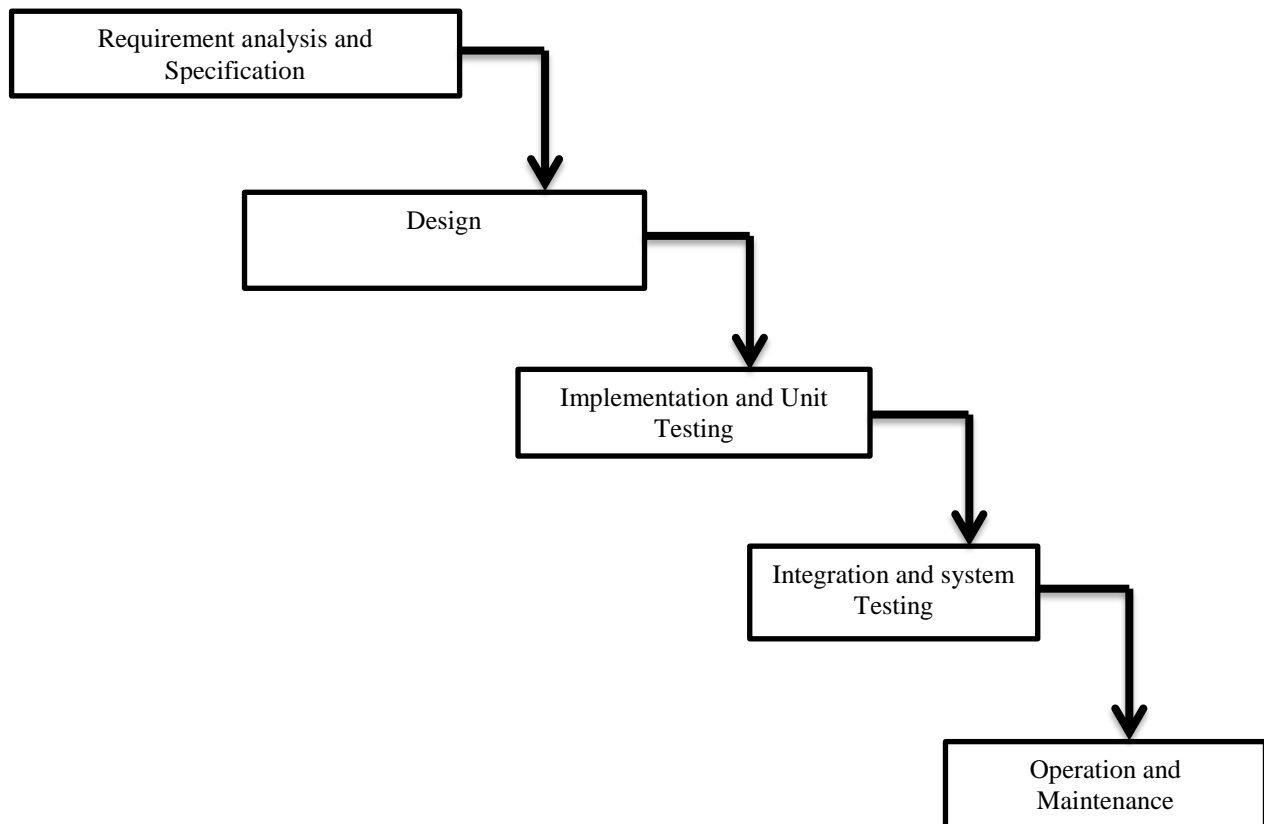 Requirement analysis and
Specification
Design
Implementation and Unit
Testing
Integration and system
Testing
Operation and
Maintenance